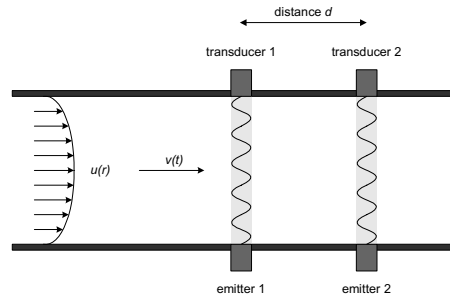 distance d
transducer 1 transducer 2
u(r) v(t)
emitter 1 emitter 2